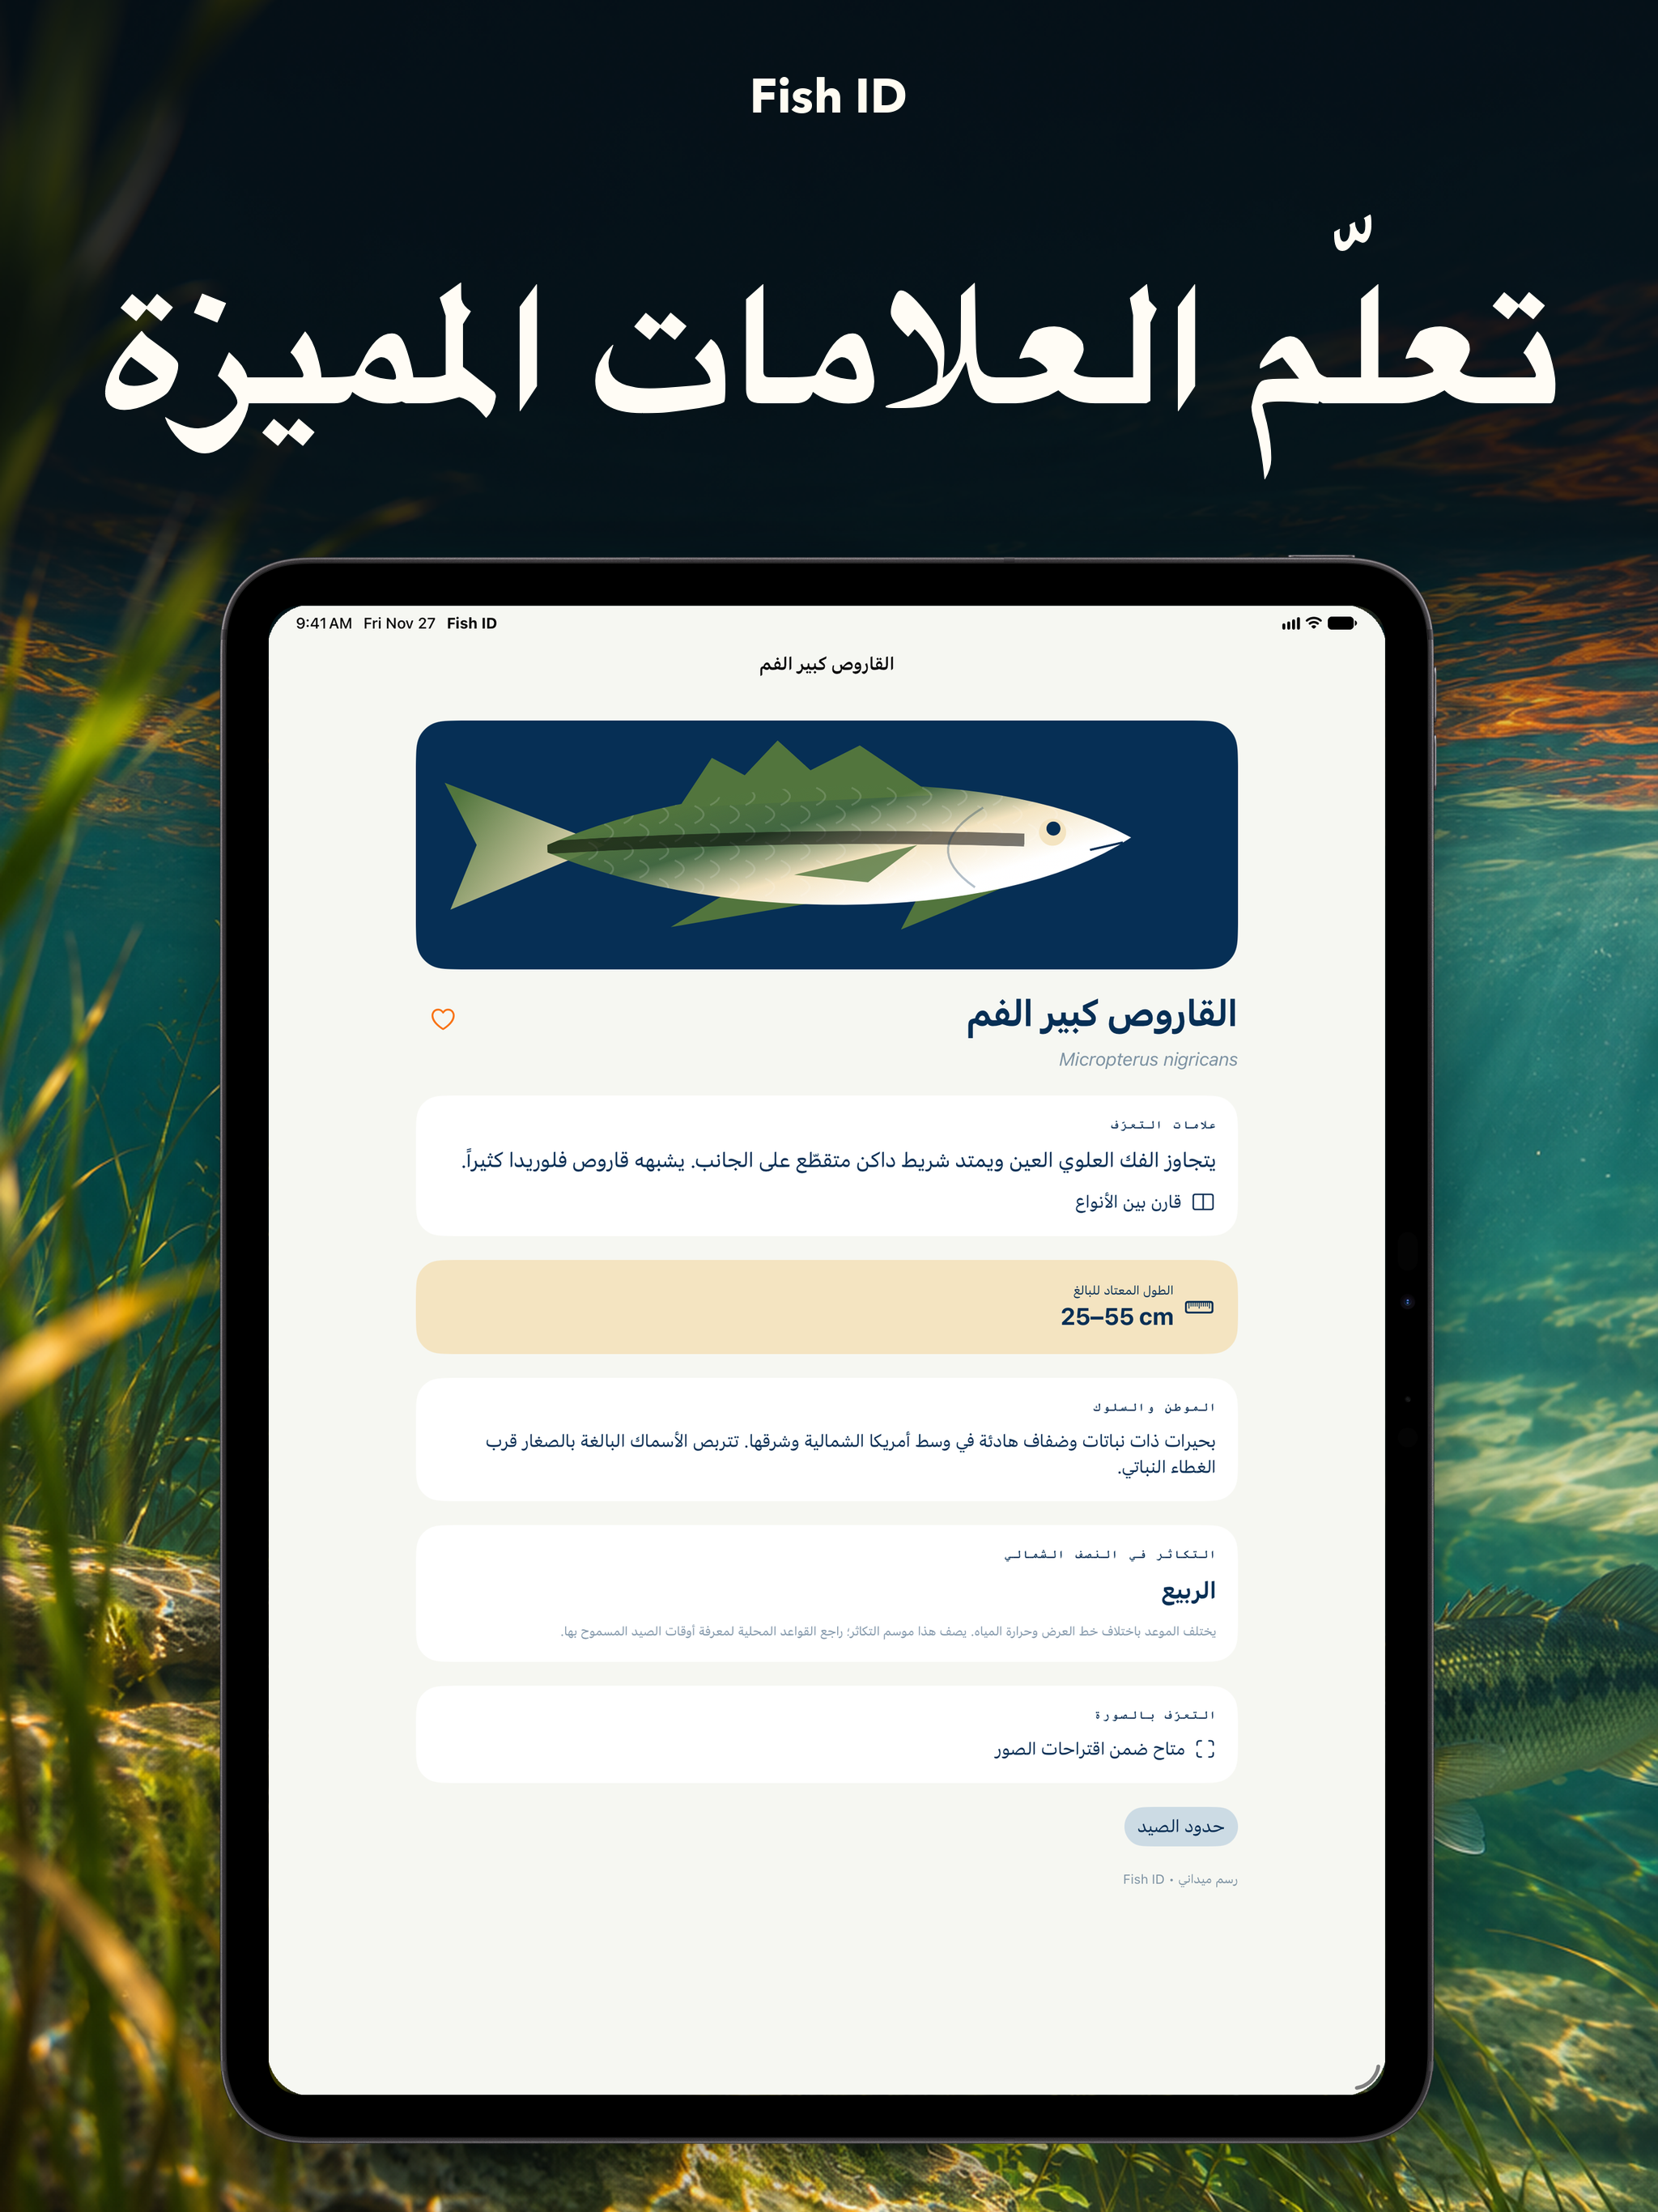 Fish ID
تعلّم العلامات المميزة
9:41 AM Fri Nov 27 Fish ID
القاروص كبير الفم
القاروص كبير الفم
Micropterus nigricans
علامات التعرّف
يتجاوز الفك العلوي العين ويمتد شريط داكن متقطّع على الجانب. يشبهه قاروص فلوريدا كثيراً.
قارن بين الأنواع
الطول المعتاد للبالغ
25–55 cm
الموطن والسلوك
بحيرات ذات نباتات وضفاف هادئة في وسط أمريكا الشمالية وشرقها. تتربص الأسماك البالغة بالصغار قرب
الغطاء النباتي.
التكاثر في النصف الشمالي
الربيع
يختلف الموعد باختلاف خط العرض وحرارة المياه. يصف هذا موسم التكاثر؛ راجع القواعد المحلية لمعرفة أوقات الصيد المسموح بها.
التعرّف بالصورة
متاح ضمن اقتراحات الصور
حدود الصيد
رسم ميداني • Fish ID